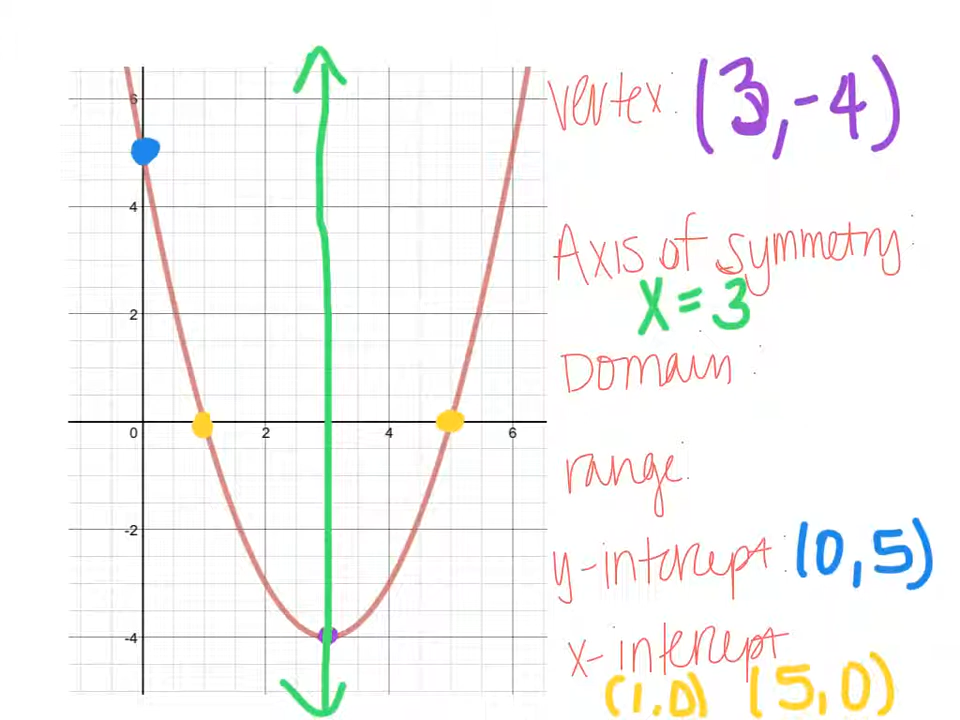 6
4
2
0
2
4
6
-2
-4
vertex: (3,-4)
Axis of symmetry:
x = 3
Domain:
range:
y-intercept: (0,5)
x-intercept
(1,0) (5,0)